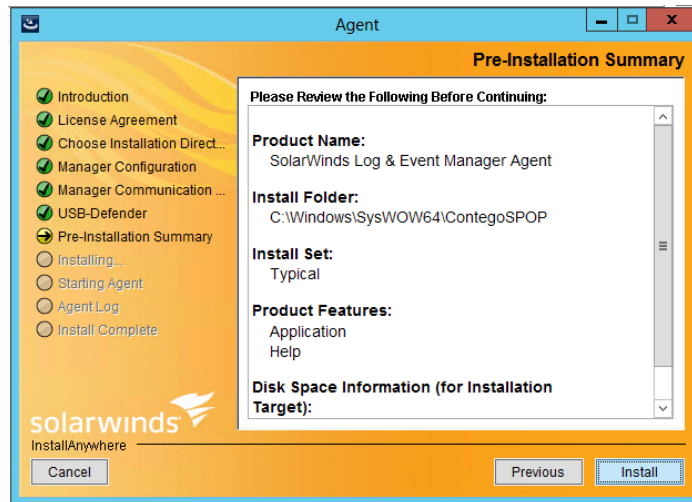 Agent
Pre-Installation Summary
Introduction
License Agreement
Choose Installation Direct...
Manager Configuration
Manager Communication ...
USB-Defender
Pre-Installation Summary
Installing...
Starting Agent
Agent Log
Install Complete
Please Review the Following Before Continuing:
Product Name:
SolarWinds Log & Event Manager Agent
Install Folder:
C:\Windows\SysWOW64\ContegoSPOP
Install Set:
Typical
Product Features:
Application
Help
Disk Space Information (for Installation
Target):
solarwinds
InstallAnywhere
Cancel
Previous
Install